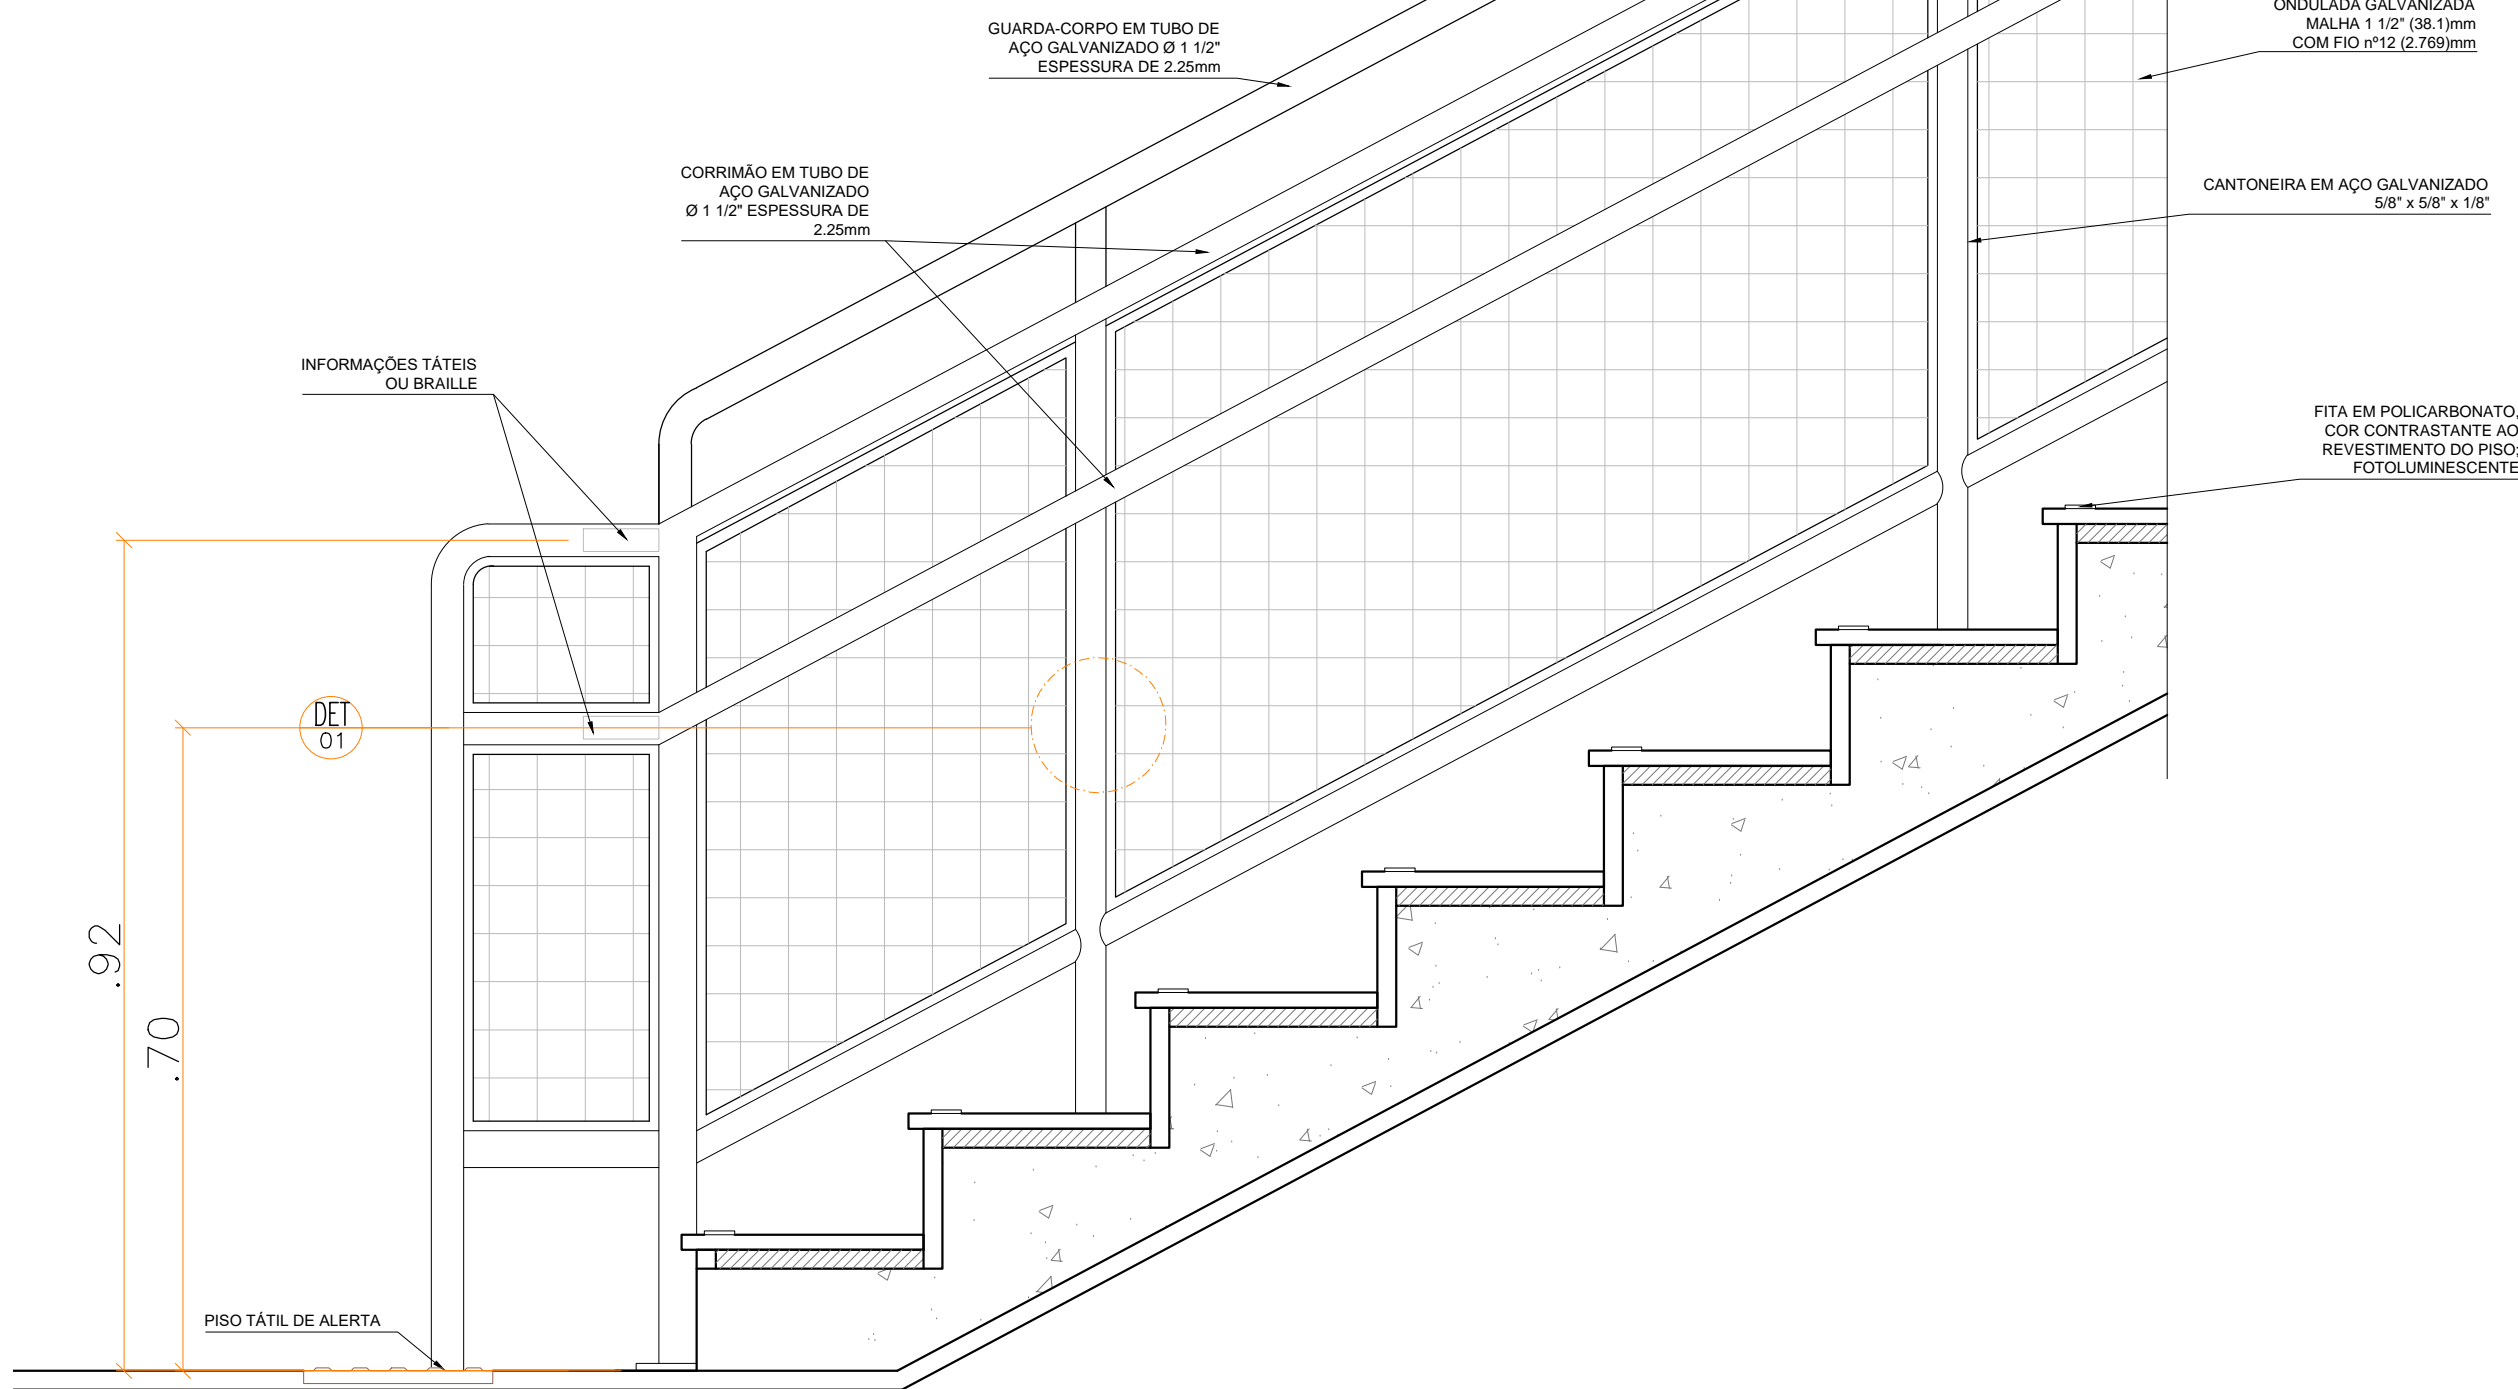 GUARDA-CORPO EM TUBO DE
AÇO GALVANIZADO Ø 1 1/2"
ESPESSURA DE 2.25mm
ONDULADA GALVANIZADA
MALHA 1 1/2" (38.1)mm
COM FIO nº12 (2.769)mm
CORRIMÃO EM TUBO DE
AÇO GALVANIZADO
Ø 1 1/2" ESPESSURA DE
2.25mm
CANTONEIRA EM AÇO GALVANIZADO
5/8" x 5/8" x 1/8"
INFORMAÇÕES TÁTEIS
OU BRAILLE
FITA EM POLICARBONATO,
COR CONTRASTANTE AO
REVESTIMENTO DO PISO;
FOTOLUMINESCENTE
DET
01
.92
.70
PISO TÁTIL DE ALERTA